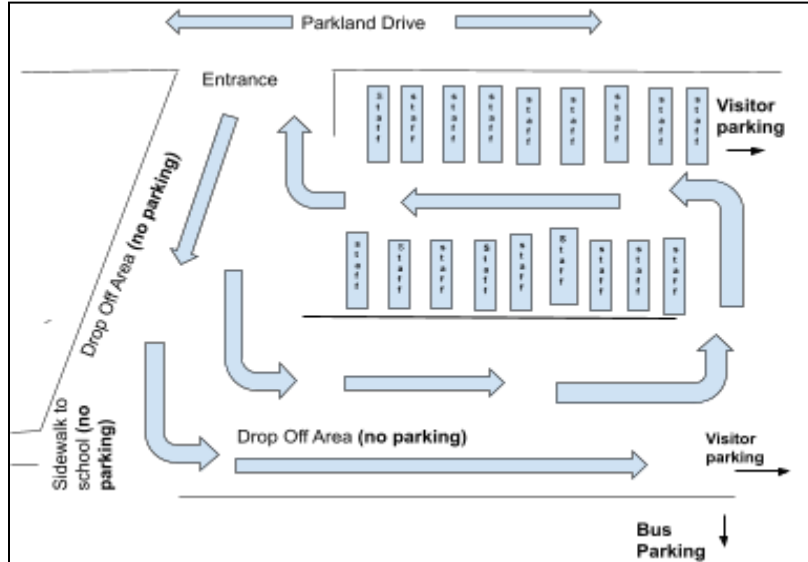 Parkland Drive
Entrance
staff
staff
staff
staff
staff
staff
staff
staff
staff
Visitor
parking
Drop Off Area (no parking)
staff
Staff
staff
Staff
staff
Staff
staff
staff
staff
Sidewalk to
school (no
parking)
Drop Off Area (no parking)
Visitor
parking
Bus
Parking